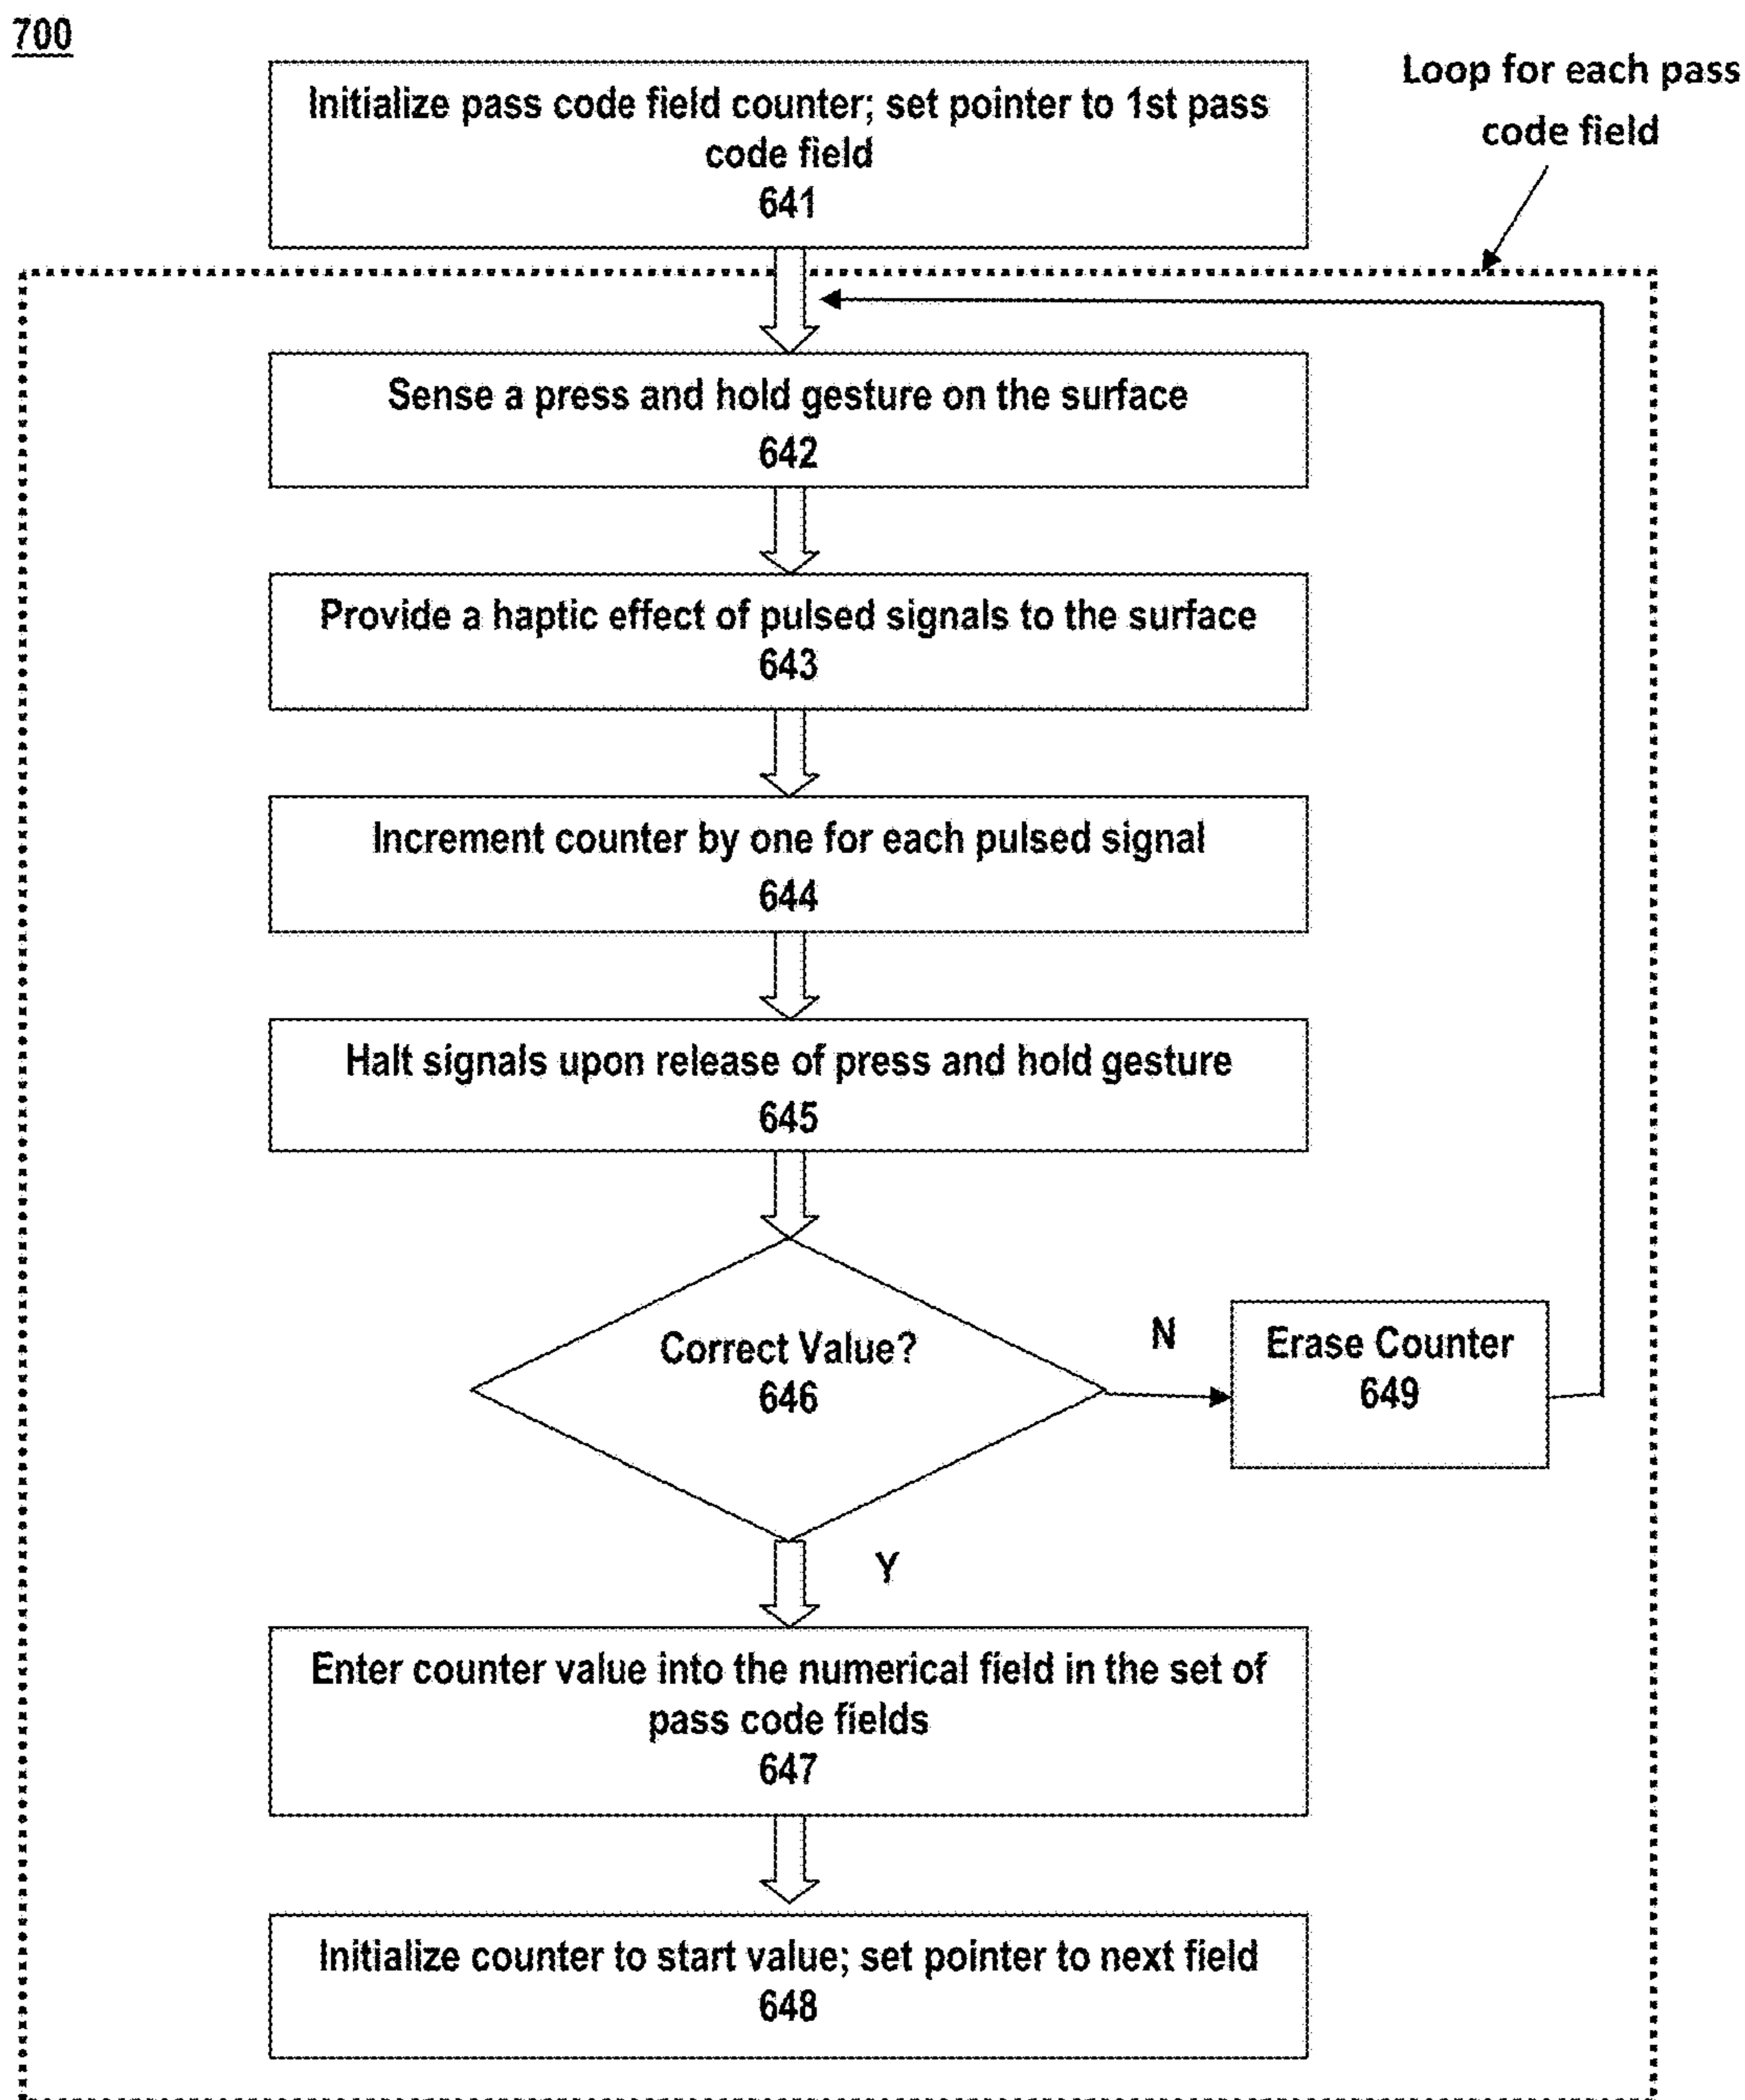 700
Loop for each pass
code field
Initialize pass code field counter; set pointer to 1st pass
code field
641
Sense a press and hold gesture on the surface
642
Provide a haptic effect of pulsed signals to the surface
643
Increment counter by one for each pulsed signal
644
Halt signals upon release of press and hold gesture
645
Correct Value?
646
N
Erase Counter
649
Y
Enter counter value into the numerical field in the set of
pass code fields
647
Initialize counter to start value; set pointer to next field
648